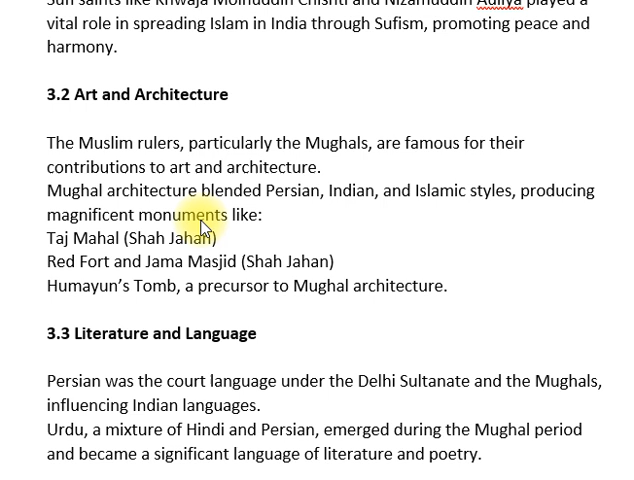 Sufi saints like Khwaja Moinuddin Chishti and Nizamuddin Auliya played a
vital role in spreading Islam in India through Sufism, promoting peace and
harmony.
3.2 Art and Architecture
The Muslim rulers, particularly the Mughals, are famous for their
contributions to art and architecture.
Mughal architecture blended Persian, Indian, and Islamic styles, producing
magnificent monuments like:
Taj Mahal (Shah Jahan)
Red Fort and Jama Masjid (Shah Jahan)
Humayun’s Tomb, a precursor to Mughal architecture.
3.3 Literature and Language
Persian was the court language under the Delhi Sultanate and the Mughals,
influencing Indian languages.
Urdu, a mixture of Hindi and Persian, emerged during the Mughal period
and became a significant language of literature and poetry.